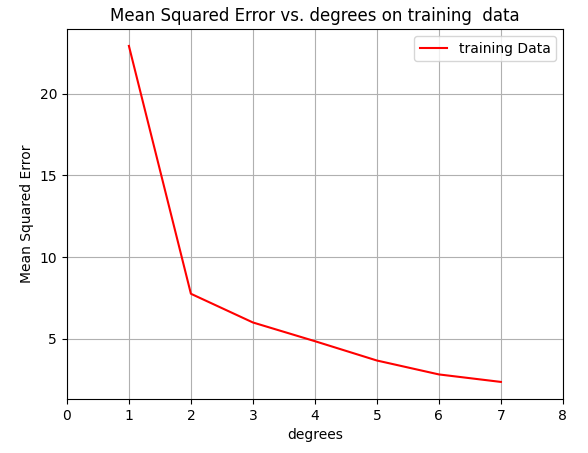 Mean Squared Error vs. degrees on training  data
training Data
20
15
10
5
Mean Squared Error
0 1 2 3 4 5 6 7 8
degrees